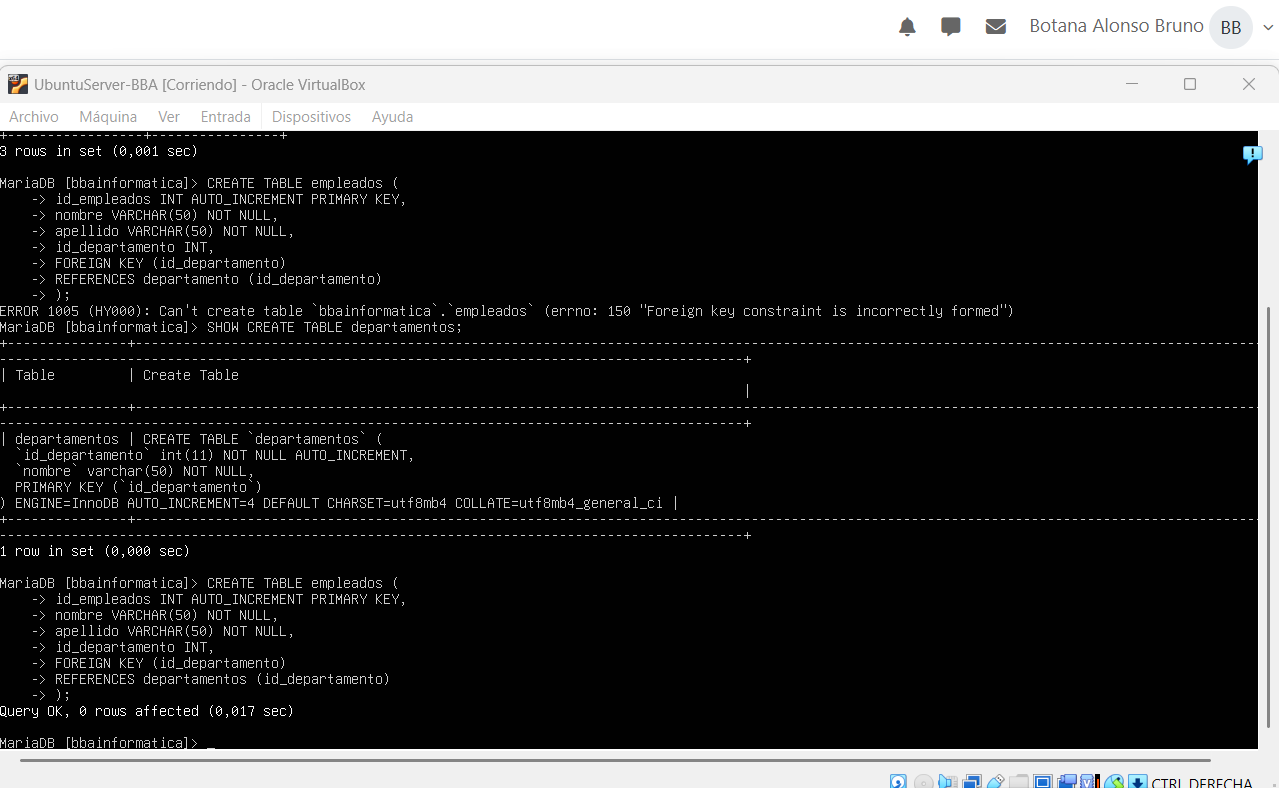 Botana Alonso Bruno BB
UbuntuServer-BBA [Corriendo] - Oracle VirtualBox
Archivo Máquina Ver Entrada Dispositivos Ayuda
+-----------------+----------------+
3 rows in set (0,001 sec)
MariaDB [bbainformatica]> CREATE TABLE empleados (
-> id_empleados INT AUTO_INCREMENT PRIMARY KEY,
-> nombre VARCHAR(50) NOT NULL,
-> apellido VARCHAR(50) NOT NULL,
-> id_departamento INT,
-> FOREIGN KEY (id_departamento)
-> REFERENCES departamento (id_departamento)
-> );
ERROR 1005 (HY000): Can't create table `bbainformatica`.`empleados` (errno: 150 "Foreign key constraint is incorrectly formed")
MariaDB [bbainformatica]> SHOW CREATE TABLE departamentos;
| Table | Create Table
|
| departamentos | CREATE TABLE `departamentos` (
`id_departamento` int(11) NOT NULL AUTO_INCREMENT,
`nombre` varchar(50) NOT NULL,
PRIMARY KEY (`id_departamento`)
) ENGINE=InnoDB AUTO_INCREMENT=4 DEFAULT CHARSET=utf8mb4 COLLATE=utf8mb4_general_ci |
1 row in set (0,000 sec)
MariaDB [bbainformatica]> CREATE TABLE empleados (
-> id_empleados INT AUTO_INCREMENT PRIMARY KEY,
-> nombre VARCHAR(50) NOT NULL,
-> apellido VARCHAR(50) NOT NULL,
-> id_departamento INT,
-> FOREIGN KEY (id_departamento)
-> REFERENCES departamentos (id_departamento)
-> );
Query OK, 0 rows affected (0,017 sec)
MariaDB [bbainformatica]> _
CTRL DERECHA